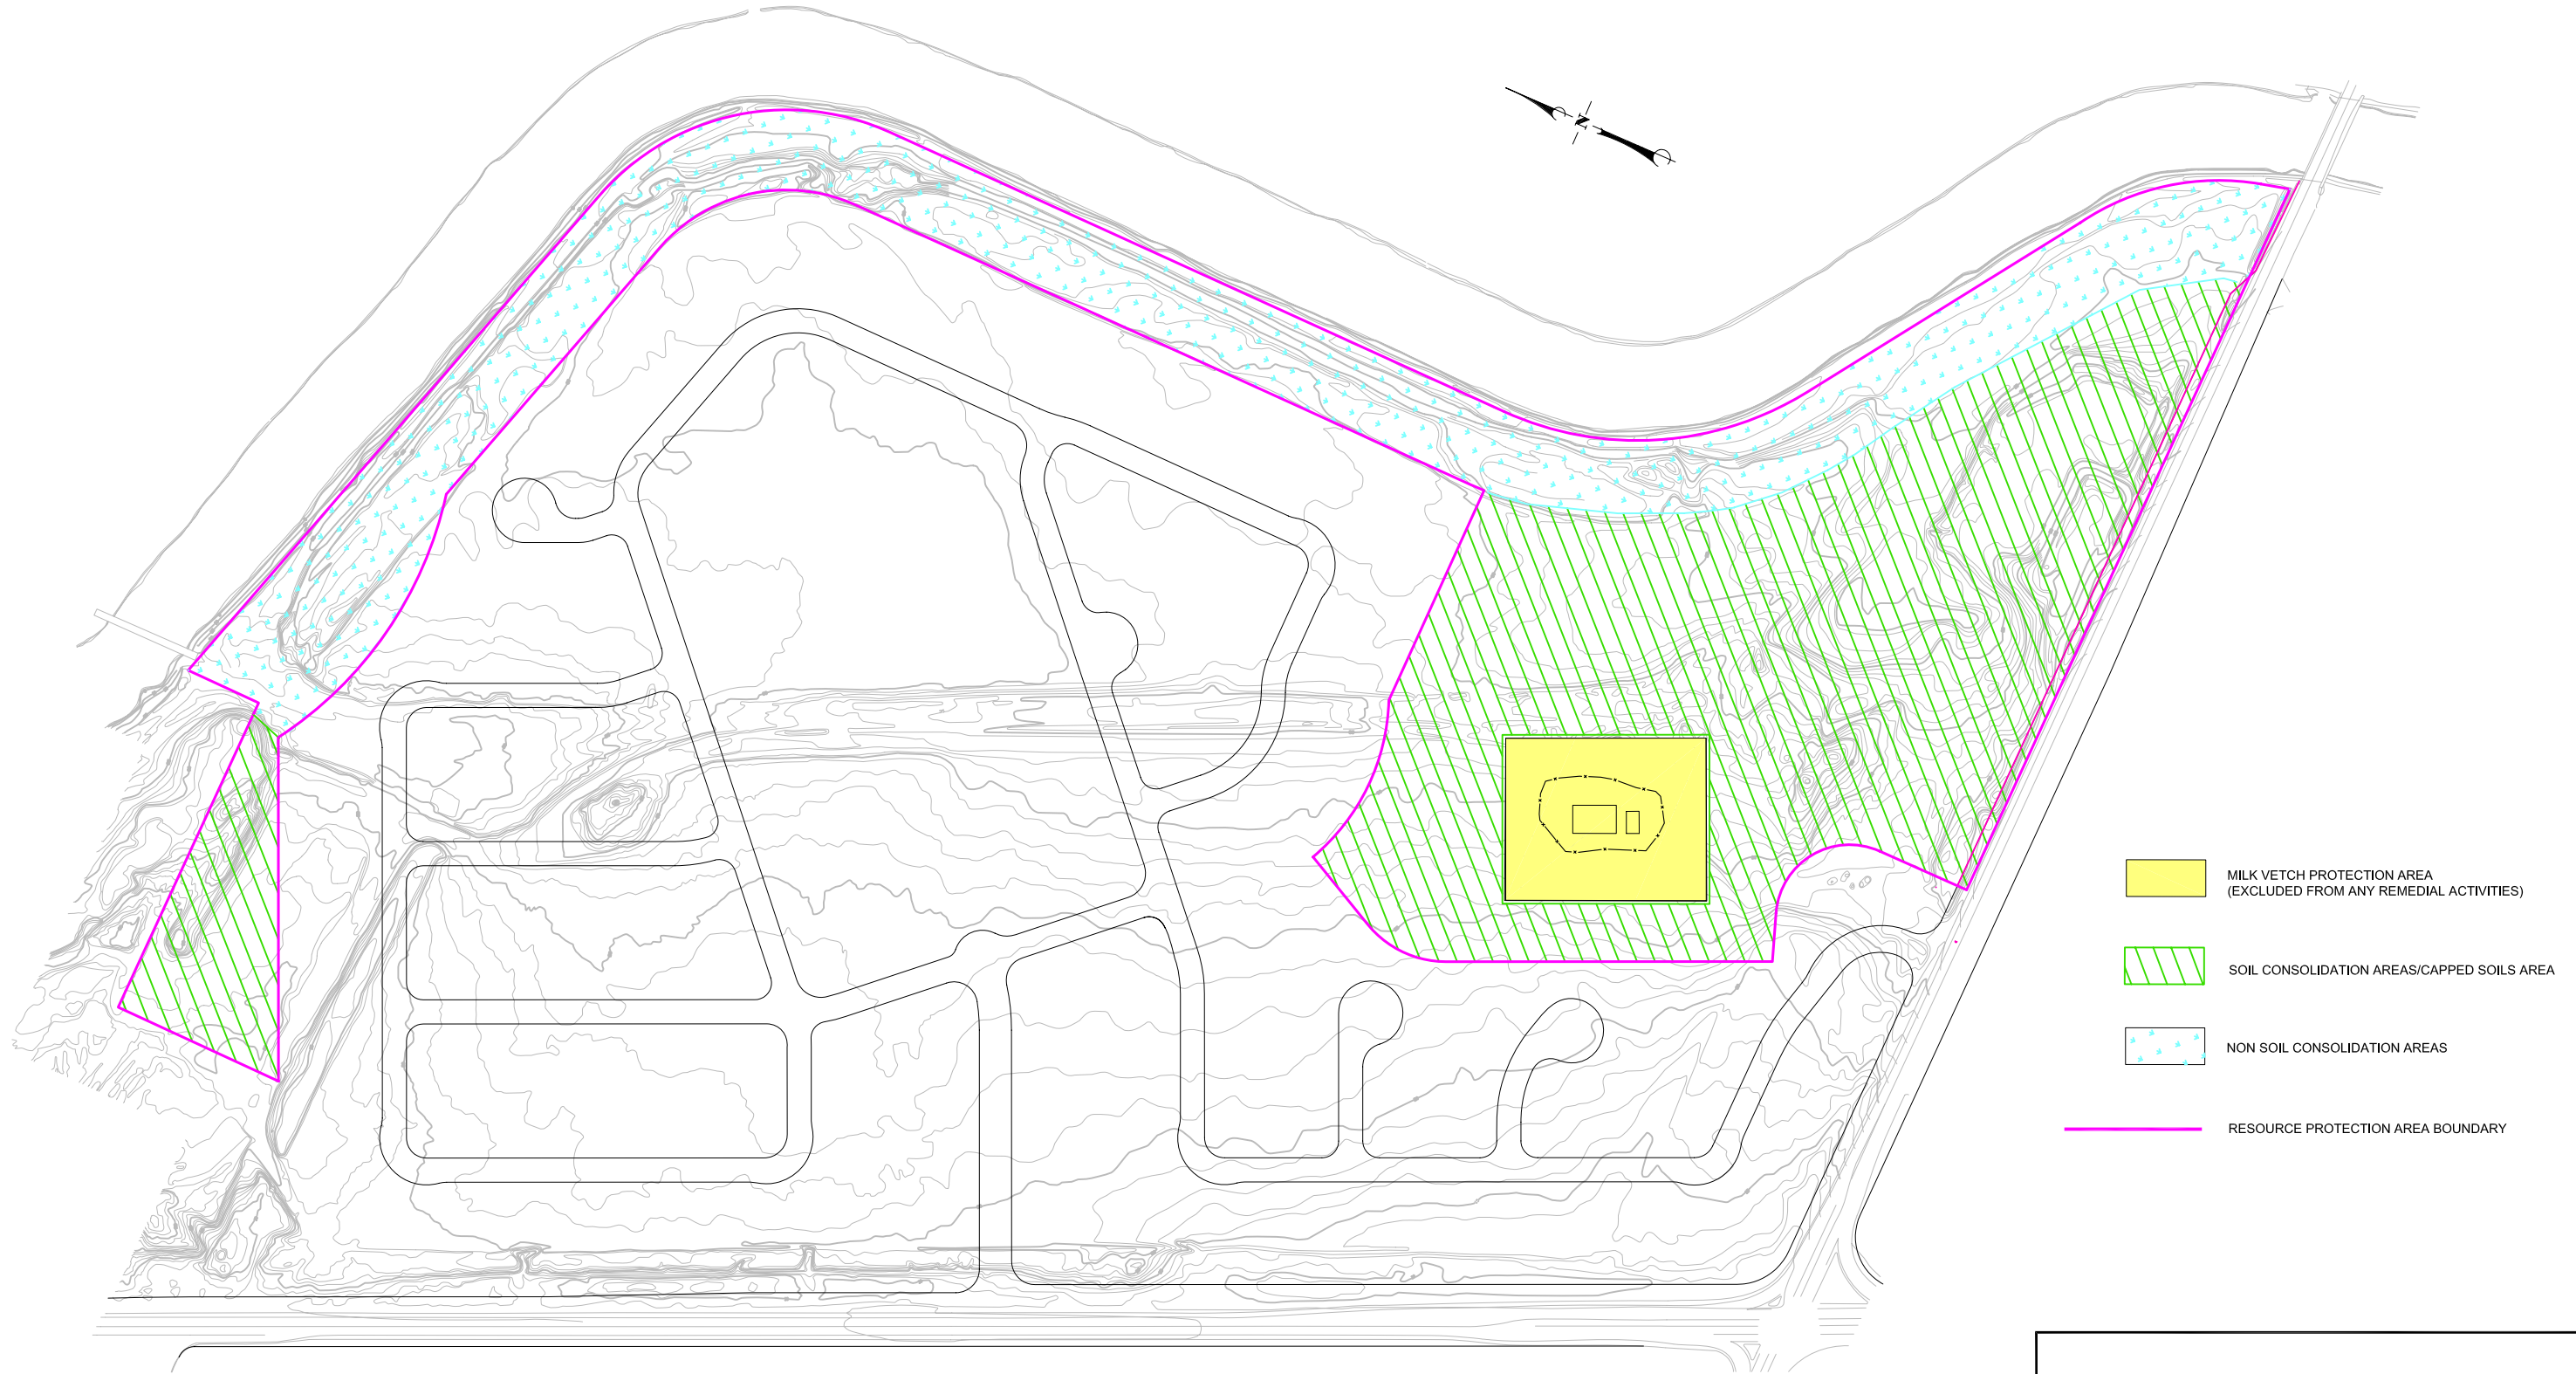 N
MILK VETCH PROTECTION AREA
(EXCLUDED FROM ANY REMEDIAL ACTIVITIES)
SOIL CONSOLIDATION AREAS/CAPPED SOILS AREA
NON SOIL CONSOLIDATION AREAS
RESOURCE PROTECTION AREA BOUNDARY